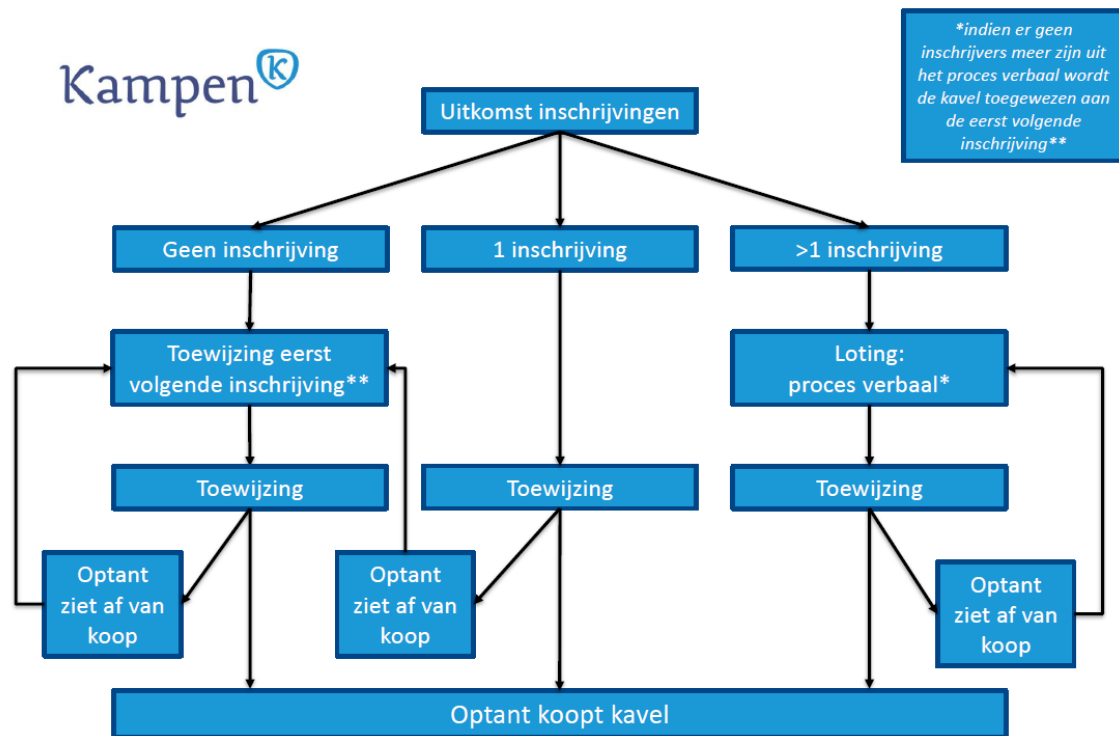 Kampen
K
*indien er geen
inschrijvers meer zijn uit
het proces verbaal wordt
de kavel toegewezen aan
de eerst volgende
inschrijving**
Uitkomst inschrijvingen
Geen inschrijving
1 inschrijving
>1 inschrijving
Toewijzing eerst
volgende inschrijving**
Loting:
proces verbaal*
Toewijzing
Toewijzing
Toewijzing
Optant
ziet af van
koop
Optant
ziet af van
koop
Optant
ziet af van
koop
Optant koopt kavel